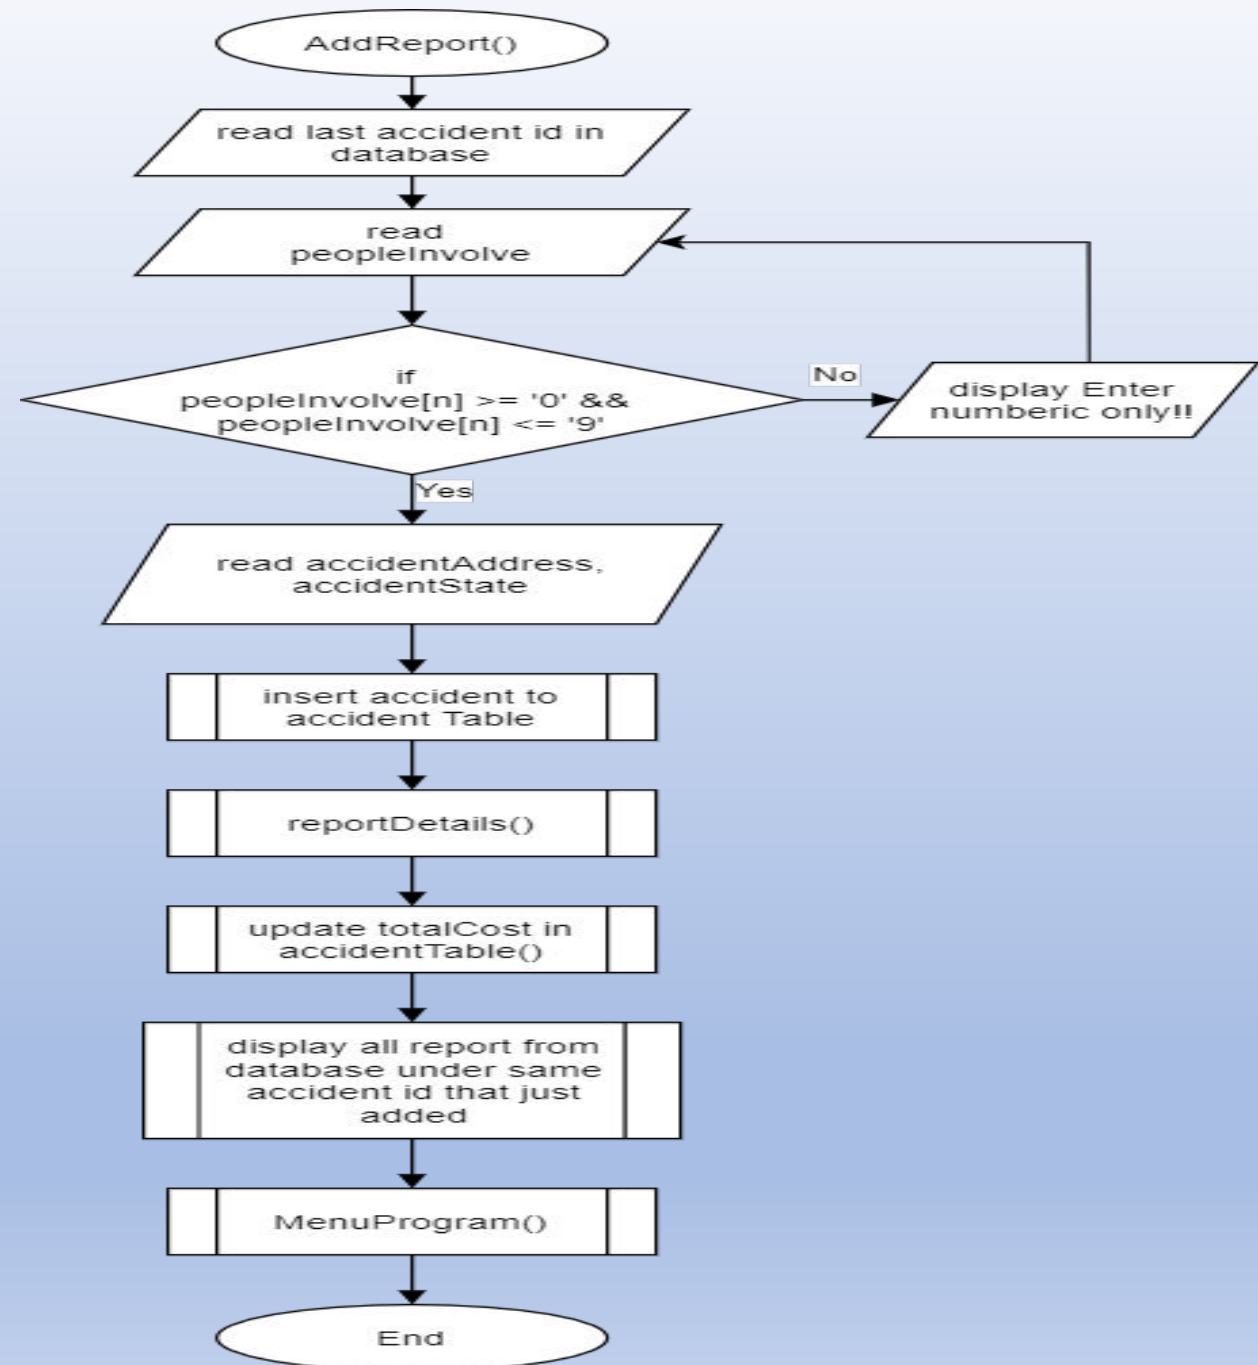 AddReport()
read last accident id in
database
read
peopleInvolve
if
peopleInvolve[n] >= '0' &&
peopleInvolve[n] <= '9'
No
display Enter
numberic only!!
Yes
read accidentAddress,
accidentState
insert accident to
accident Table
reportDetails()
update totalCost in
accidentTable()
display all report from
database under same
accident id that just
added
MenuProgram()
End